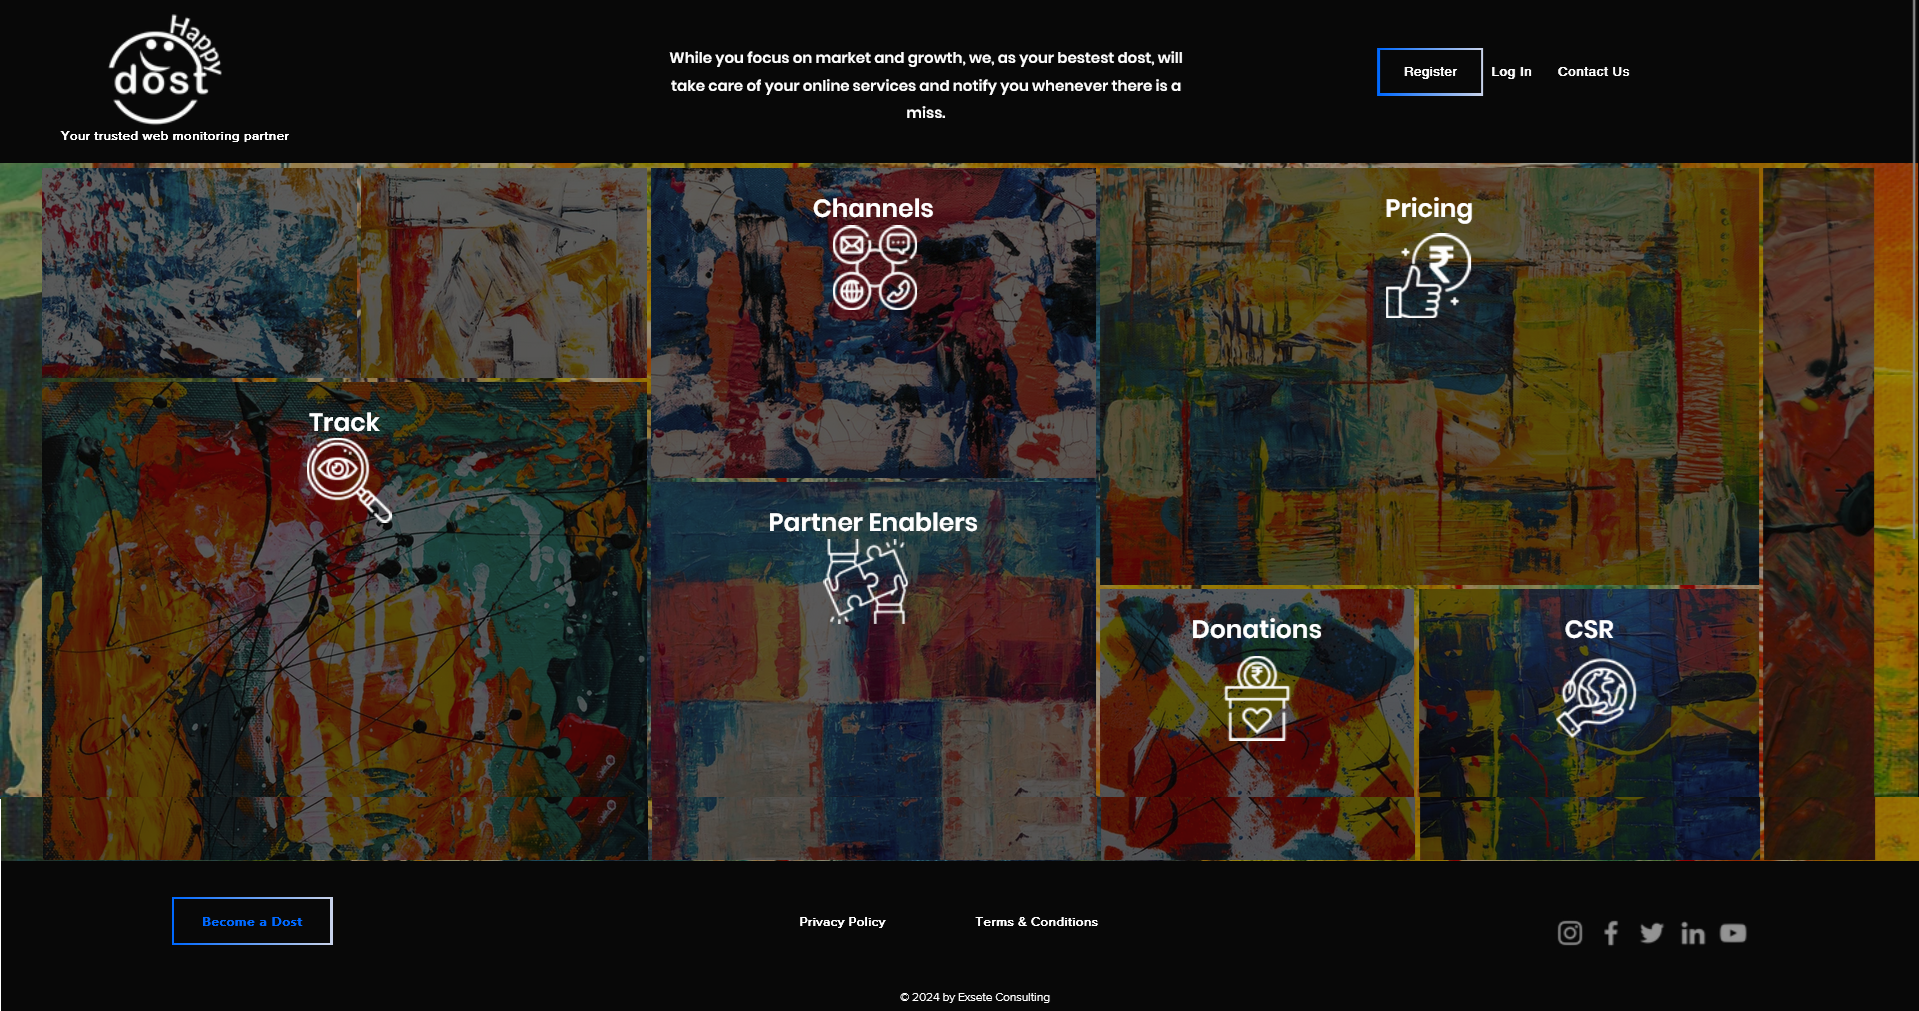 Happy
dost
Your trusted web monitoring partner
While you focus on market and growth, we, as your bestest dost, will
take care of your online services and notify you whenever there is a
miss.
Register
Log In
Contact Us
Channels
Pricing
₹
Track
Partner Enablers
Donations
₹
CSR
Become a Dost
Privacy Policy
Terms & Conditions
© 2024 by Exsete Consulting